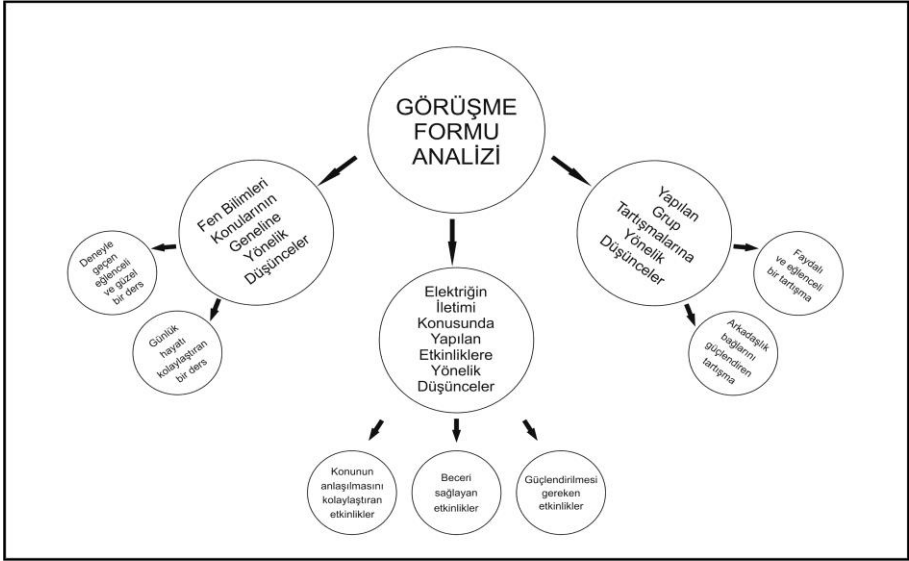 GÖRÜŞME
FORMU
ANALİZİ
Fen Bilimleri
Konularının
Geneline
Yönelik
Düşünceler
Deneyle
geçen
eğlenceli
ve güzel
bir ders
Günlük
hayatı
kolaylaştıran
bir ders
Elektriğin
İletimi
Konusunda
Yapılan
Etkinliklere
Yönelik
Düşünceler
Konunun
anlaşılmasını
kolaylaştıran
etkinlikler
Beceri
sağlayan
etkinlikler
Güçlendirilmesi
gereken
etkinlikler
Yapılan
Grup
Tartışmalarına
Yönelik
Düşünceler
Faydalı
ve eğlenceli
bir tartışma
Arkadaşlık
bağlarını
güçlendiren
tartışma